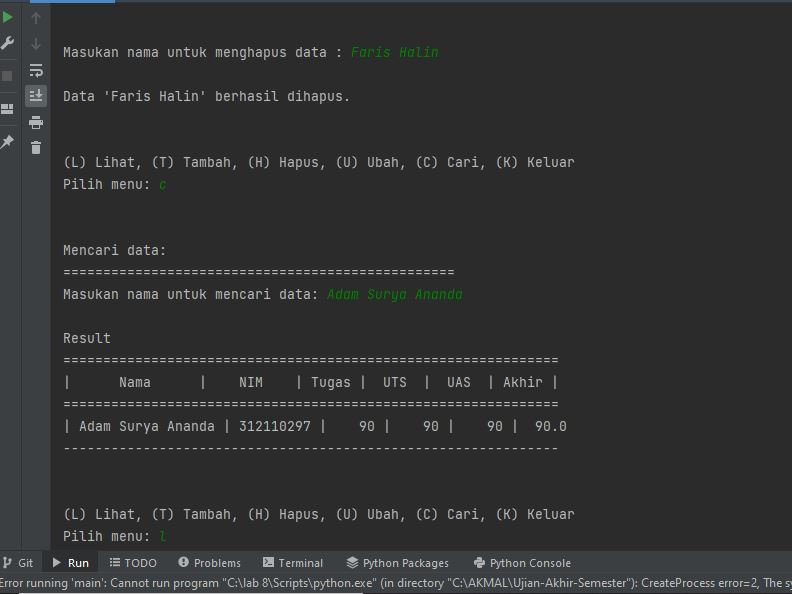 Masukan nama untuk menghapus data : Faris Halin
Data 'Faris Halin' berhasil dihapus.
(L) Lihat, (T) Tambah, (H) Hapus, (U) Ubah, (C) Cari, (K) Keluar
Pilih menu: c
Mencari data:
=================================================
Masukan nama untuk mencari data: Adam Surya Ananda
Result
==============================================================
|      Nama      |    NIM    | Tugas |  UTS  |  UAS  | Akhir |
==============================================================
| Adam Surya Ananda | 312110297 |    90 |    90 |    90 |  90.0
--------------------------------------------------------------
(L) Lihat, (T) Tambah, (H) Hapus, (U) Ubah, (C) Cari, (K) Keluar
Pilih menu: l
Git Run TODO Problems Terminal Python Packages Python Console
Error running 'main': Cannot run program "C:\lab 8\Scripts\python.exe" (in directory "C:\AKMAL\Ujian-Akhir-Semester"): CreateProcess error=2, The